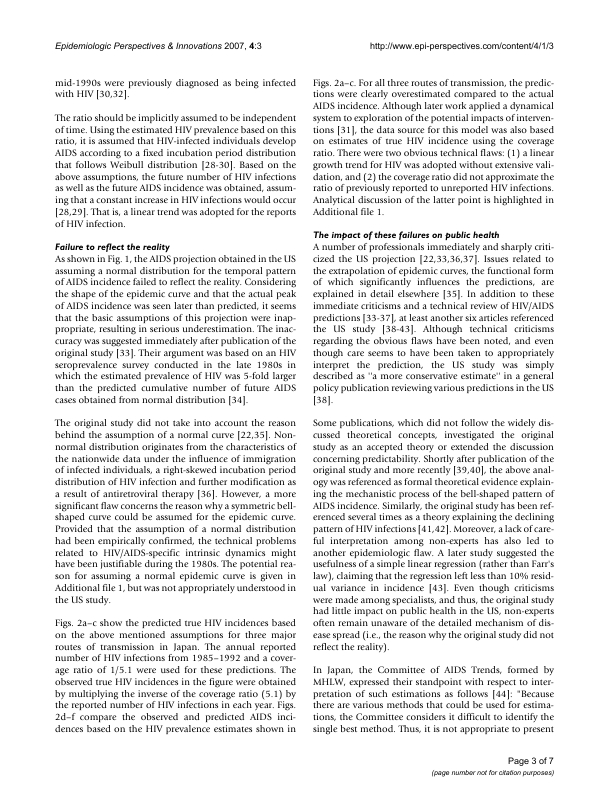 Epidemiologic Perspectives & Innovations 2007, 4:3
http://www.epi-perspectives.com/content/4/1/3
mid-1990s were previously diagnosed as being infected
with HIV [30,32].
The ratio should be implicitly assumed to be independent
of time. Using the estimated HIV prevalence based on this
ratio, it is assumed that HIV-infected individuals develop
AIDS according to a fixed incubation period distribution
that follows Weibull distribution [28-30]. Based on the
above assumptions, the future number of HIV infections
as well as the future AIDS incidence was obtained, assum-
ing that a constant increase in HIV infections would occur
[28,29]. That is, a linear trend was adopted for the reports
of HIV infection.
Failure to reflect the reality
As shown in Fig. 1, the AIDS projection obtained in the US
assuming a normal distribution for the temporal pattern
of AIDS incidence failed to reflect the reality. Considering
the shape of the epidemic curve and that the actual peak
of AIDS incidence was seen later than predicted, it seems
that the basic assumptions of this projection were inap-
propriate, resulting in serious underestimation. The inac-
curacy was suggested immediately after publication of the
original study [33]. Their argument was based on an HIV
seroprevalence survey conducted in the late 1980s in
which the estimated prevalence of HIV was 5-fold larger
than the predicted cumulative number of future AIDS
cases obtained from normal distribution [34].
The original study did not take into account the reason
behind the assumption of a normal curve [22,35]. Non-
normal distribution originates from the characteristics of
the nationwide data under the influence of immigration
of infected individuals, a right-skewed incubation period
distribution of HIV infection and further modification as
a result of antiretroviral therapy [36]. However, a more
significant flaw concerns the reason why a symmetric bell-
shaped curve could be assumed for the epidemic curve.
Provided that the assumption of a normal distribution
had been empirically confirmed, the technical problems
related to HIV/AIDS-specific intrinsic dynamics might
have been justifiable during the 1980s. The potential rea-
son for assuming a normal epidemic curve is given in
Additional file 1, but was not appropriately understood in
the US study.
Figs. 2a–c show the predicted true HIV incidences based
on the above mentioned assumptions for three major
routes of transmission in Japan. The annual reported
number of HIV infections from 1985–1992 and a cover-
age ratio of 1/5.1 were used for these predictions. The
observed true HIV incidences in the figure were obtained
by multiplying the inverse of the coverage ratio (5.1) by
the reported number of HIV infections in each year. Figs.
2d–f compare the observed and predicted AIDS inci-
dences based on the HIV prevalence estimates shown in
Figs. 2a–c. For all three routes of transmission, the predic-
tions were clearly overestimated compared to the actual
AIDS incidence. Although later work applied a dynamical
system to exploration of the potential impacts of interven-
tions [31], the data source for this model was also based
on estimates of true HIV incidence using the coverage
ratio. There were two obvious technical flaws: (1) a linear
growth trend for HIV was adopted without extensive vali-
dation, and (2) the coverage ratio did not approximate the
ratio of previously reported to unreported HIV infections.
Analytical discussion of the latter point is highlighted in
Additional file 1.
The impact of these failures on public health
A number of professionals immediately and sharply criti-
cized the US projection [22,33,36,37]. Issues related to
the extrapolation of epidemic curves, the functional form
of which significantly influences the predictions, are
explained in detail elsewhere [35]. In addition to these
immediate criticisms and a technical review of HIV/AIDS
predictions [33-37], at least another six articles referenced
the US study [38-43]. Although technical criticisms
regarding the obvious flaws have been noted, and even
though care seems to have been taken to appropriately
interpret the prediction, the US study was simply
described as "a more conservative estimate" in a general
policy publication reviewing various predictions in the US
[38].
Some publications, which did not follow the widely dis-
cussed theoretical concepts, investigated the original
study as an accepted theory or extended the discussion
concerning predictability. Shortly after publication of the
original study and more recently [39,40], the above anal-
ogy was referenced as formal theoretical evidence explain-
ing the mechanistic process of the bell-shaped pattern of
AIDS incidence. Similarly, the original study has been ref-
erenced several times as a theory explaining the declining
pattern of HIV infections [41,42]. Moreover, a lack of care-
ful interpretation among non-experts has also led to
another epidemiologic flaw. A later study suggested the
usefulness of a simple linear regression (rather than Farr's
law), claiming that the regression left less than 10% resid-
ual variance in incidence [43]. Even though criticisms
were made among specialists, and thus, the original study
had little impact on public health in the US, non-experts
often remain unaware of the detailed mechanism of dis-
ease spread (i.e., the reason why the original study did not
reflect the reality).
In Japan, the Committee of AIDS Trends, formed by
MHLW, expressed their standpoint with respect to inter-
pretation of such estimations as follows [44]: "Because
there are various methods that could be used for estima-
tions, the Committee considers it difficult to identify the
single best method. Thus, it is not appropriate to present
Page 3 of 7
(page number not for citation purposes)